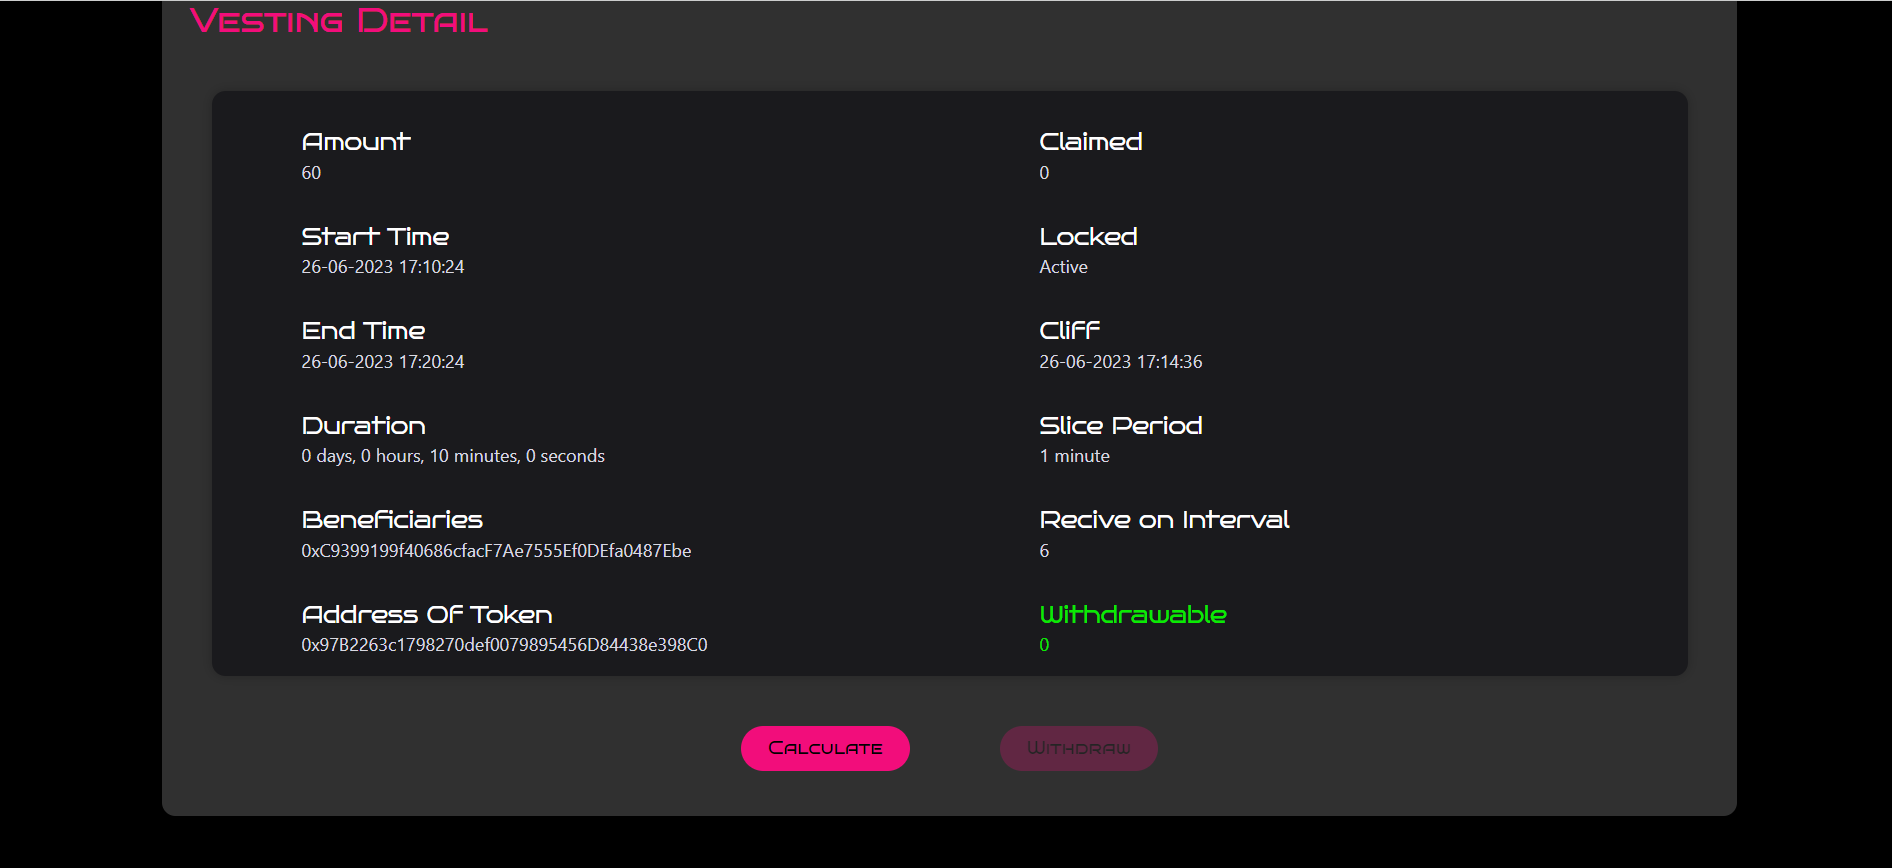 Vesting Detail
Amount
60
Claimed
0
Start Time
26-06-2023 17:10:24
Locked
Active
End Time
26-06-2023 17:20:24
Cliff
26-06-2023 17:14:36
Duration
0 days, 0 hours, 10 minutes, 0 seconds
Slice Period
1 minute
Beneficiaries
0xC9399199f40686cfacF7Ae7555Ef0DEfa0487Ebe
Recive on Interval
6
Address Of Token
0x97B2263c1798270def0079895456D84438e398C0
Withdrawable
0
Calculate
Withdraw